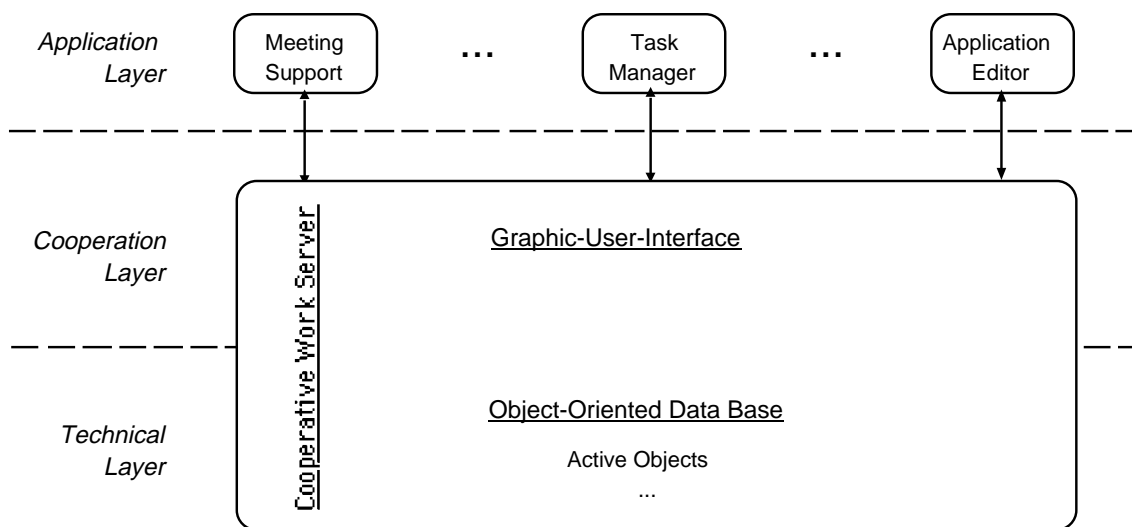 Application
Layer
Meeting
Support
...
Task
Manager
...
Application
Editor
Cooperation
Layer
Cooperative Work Server
Graphic-User-Interface
Technical
Layer
Object-Oriented Data Base
Active Objects
...